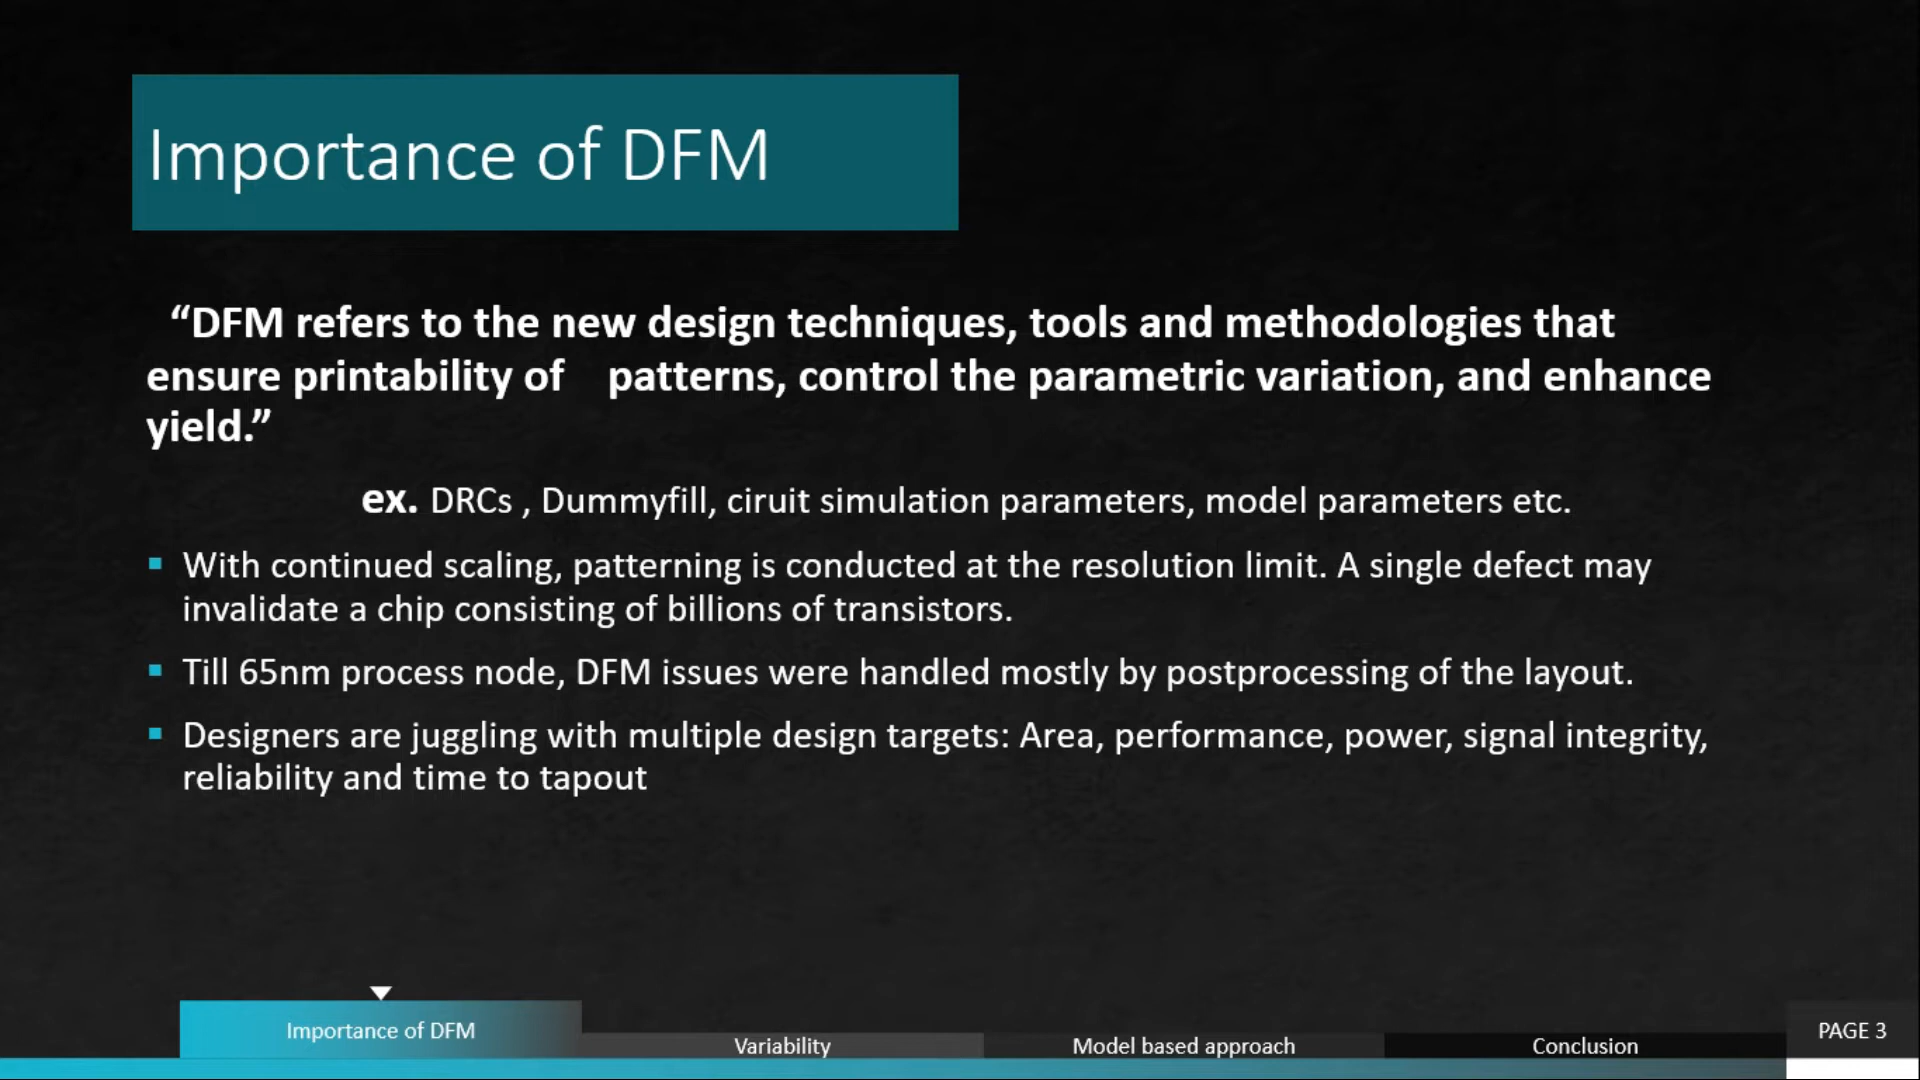 Importance of DFM
“DFM refers to the new design techniques, tools and methodologies that
ensure printability of patterns, control the parametric variation, and enhance
yield.”
ex. DRCs , Dummyfill, ciruit simulation parameters, model parameters etc.
▪ With continued scaling, patterning is conducted at the resolution limit. A single defect may
invalidate a chip consisting of billions of transistors.
▪ Till 65nm process node, DFM issues were handled mostly by postprocessing of the layout.
▪ Designers are juggling with multiple design targets: Area, performance, power, signal integrity,
reliability and time to tapout
Importance of DFM
Variability
Model based approach
Conclusion
PAGE 3